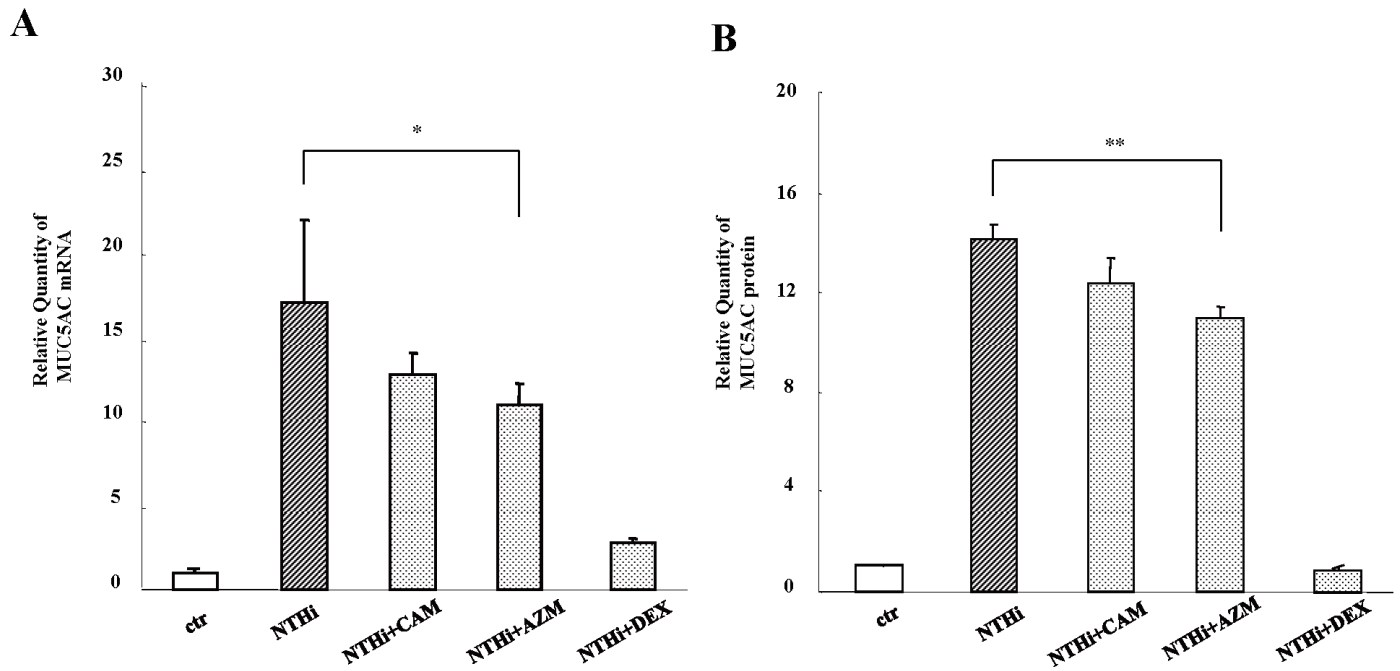 A
30
25
20
15
10
5
0
Relative Quantity of
MUC5AC mRNA
*
ctr
NTHi
NTHi+CAM
NTHi+AZM
NTHi+DEX
B
20
16
12
8
4
0
Relative Quantity of
MUC5AC protein
**
ctr
NTHi
NTHi+CAM
NTHi+AZM
NTHi+DEX